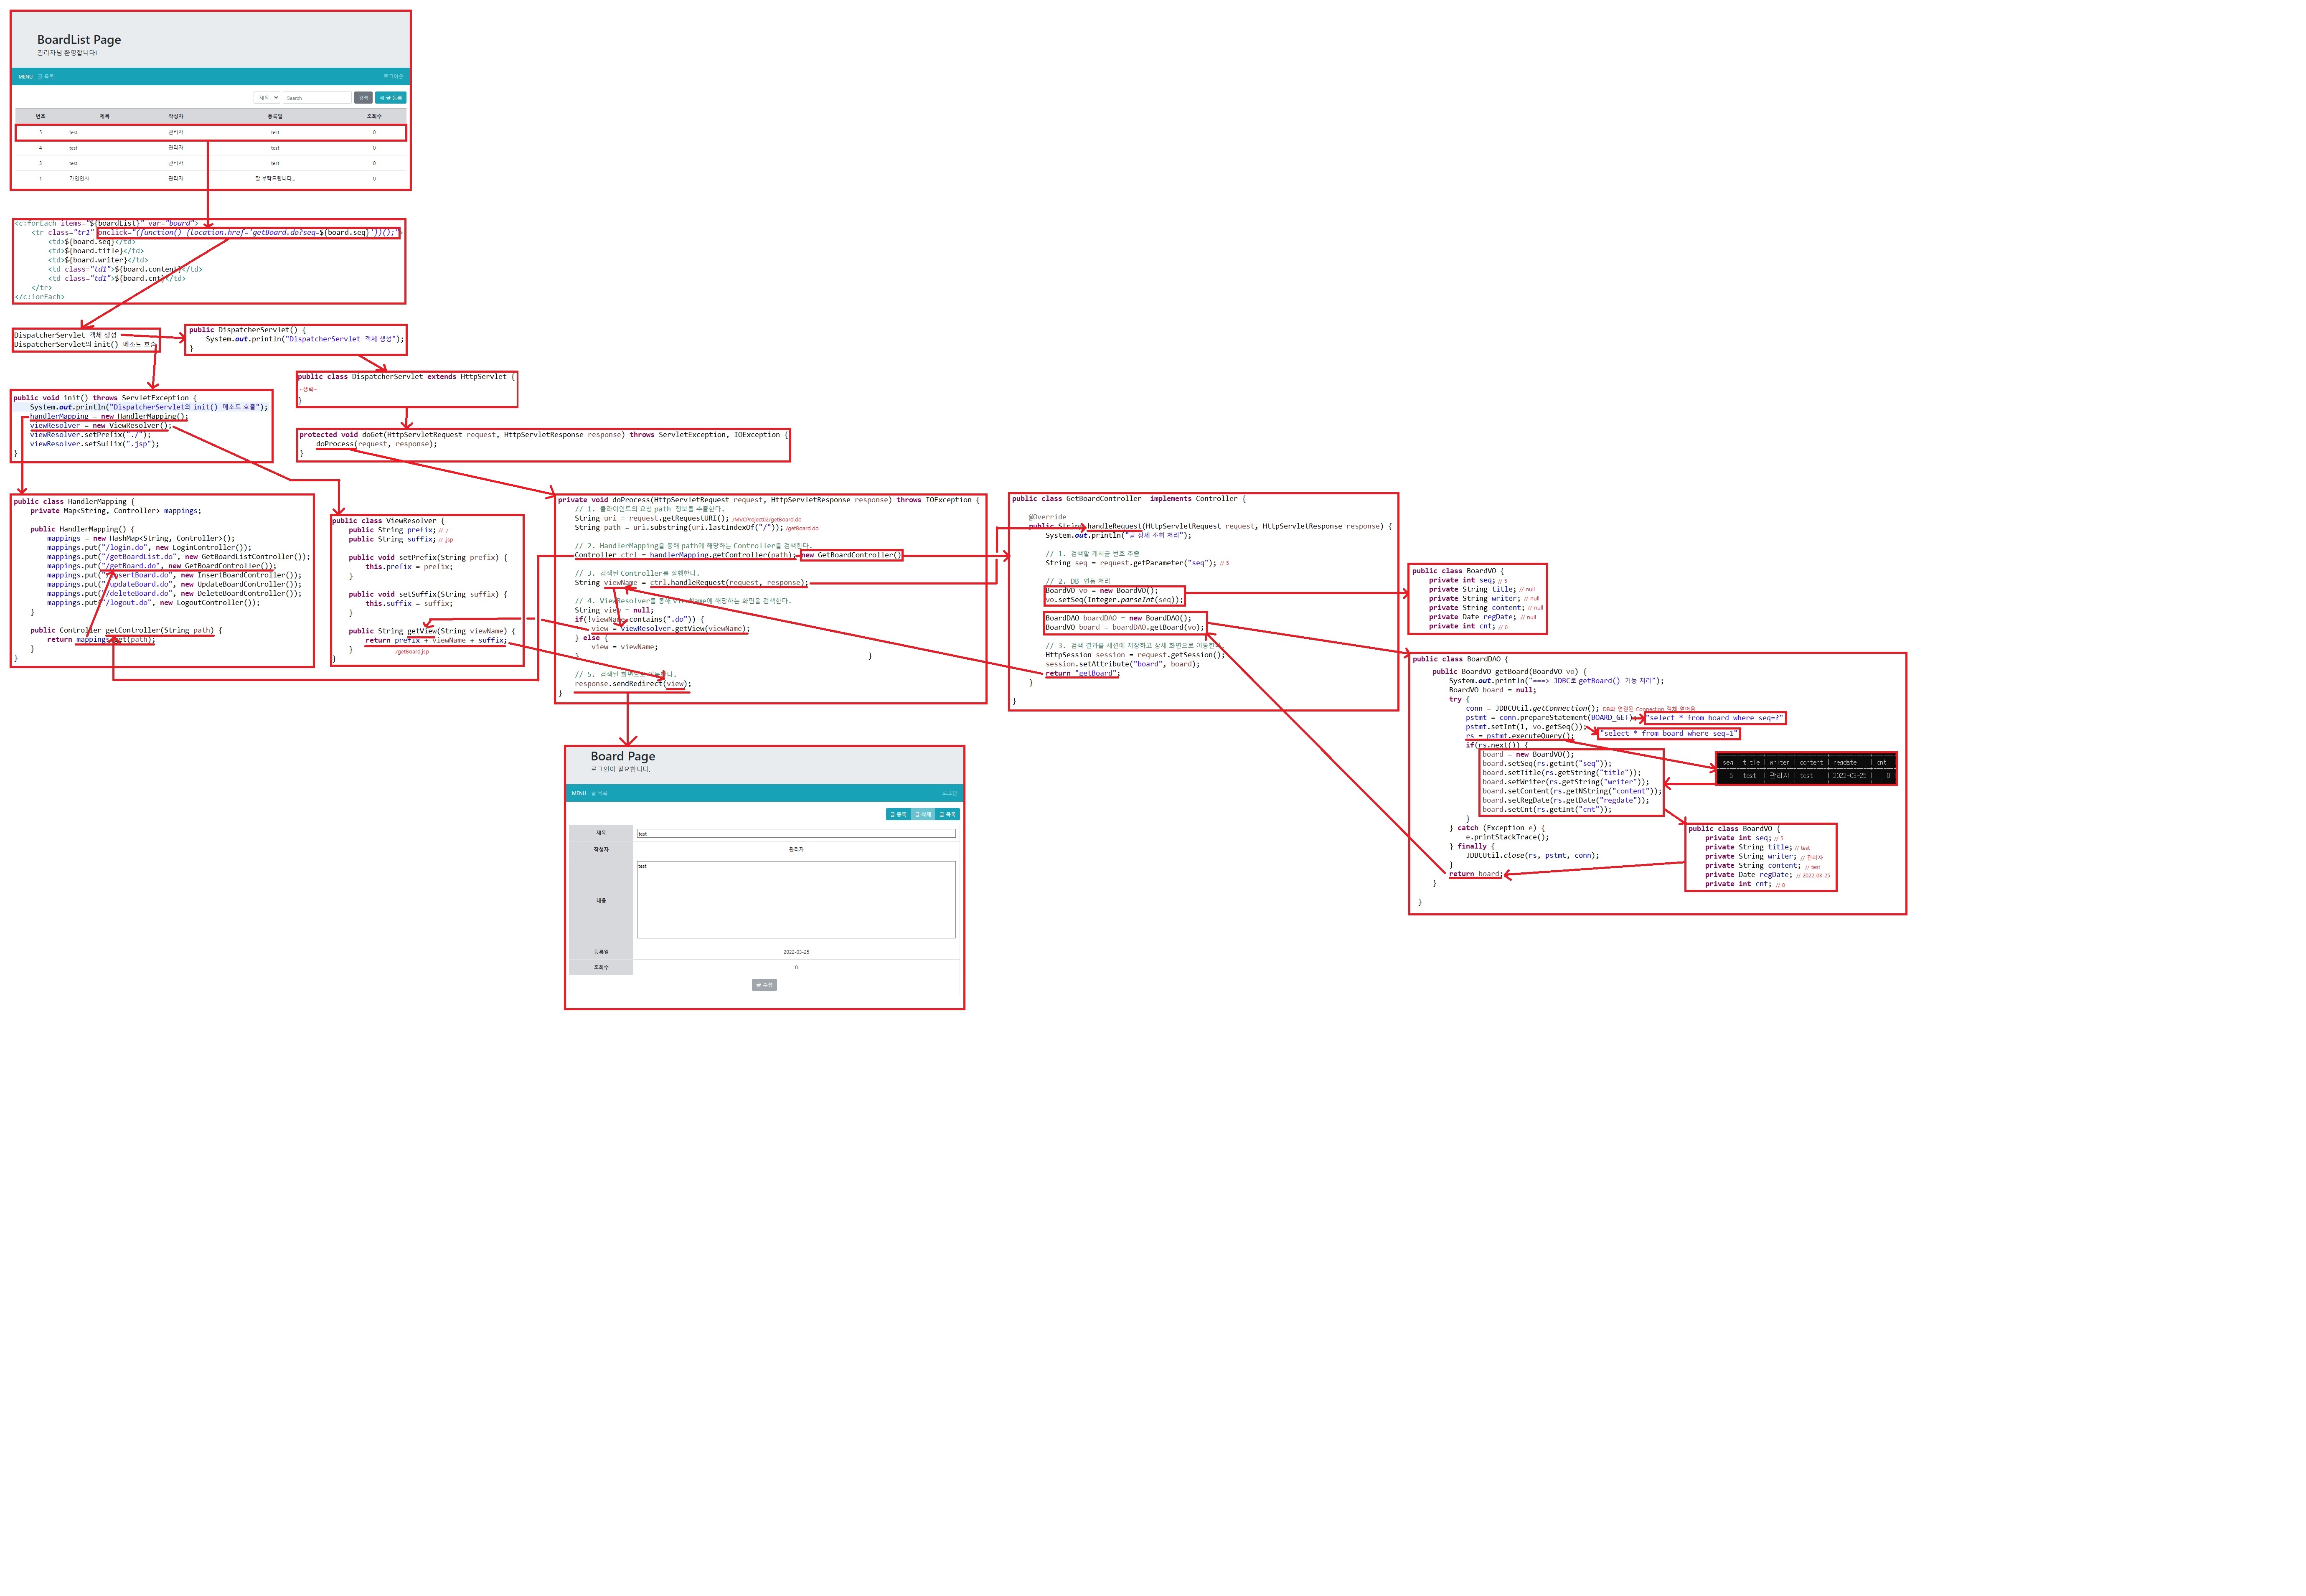 BoardList Page
관리자님 환영합니다!
MENU 글 목록 로그아웃
제목 Search 검색 새 글 등록
번호 제목 작성자 등록일 조회수
5 test 관리자 test 0
4 test 관리자 test 0
3 test 관리자 test 0
1 가입인사 관리자 잘 부탁드립니다... 0
<c:forEach items="${boardList}" var="board">
<tr class="tr1" onclick="(function() {location.href='getBoard.do?seq=${board.seq}'})();">
<td>${board.seq}</td>
<td>${board.title}</td>
<td>${board.writer}</td>
<td class="td1">${board.content}</td>
<td class="td1">${board.cnt}</td>
</tr>
</c:forEach>
DispatcherServlet 객체 생성
DispatcherServlet의 init() 메소드 호출
public DispatcherServlet() {
System.out.println("DispatcherServlet 객체 생성");
}
public class DispatcherServlet extends HttpServlet {
~생략~
}
public void init() throws ServletException {
System.out.println("DispatcherServlet의 init() 메소드 호출");
handlerMapping = new HandlerMapping();
viewResolver = new ViewResolver();
viewResolver.setPrefix("./");
viewResolver.setSuffix(".jsp");
}
protected void doGet(HttpServletRequest request, HttpServletResponse response) throws ServletException, IOException {
doProcess(request, response);
}
public class HandlerMapping {
private Map<String, Controller> mappings;
public HandlerMapping() {
mappings = new HashMap<String, Controller>();
mappings.put("/login.do", new LoginController());
mappings.put("/getBoardList.do", new GetBoardListController());
mappings.put("/getBoard.do", new GetBoardController());
mappings.put("/insertBoard.do", new InsertBoardController());
mappings.put("/updateBoard.do", new UpdateBoardController());
mappings.put("/deleteBoard.do", new DeleteBoardController());
mappings.put("/logout.do", new LogoutController());
}
public Controller getController(String path) {
return mappings.get(path);
}
}
public class ViewResolver {
public String prefix; // ./
public String suffix; // .jsp
public void setPrefix(String prefix) {
this.prefix = prefix;
}
public void setSuffix(String suffix) {
this.suffix = suffix;
}
public String getView(String viewName) {
return prefix + viewName + suffix;
} /getBoard.jsp
}
private void doProcess(HttpServletRequest request, HttpServletResponse response) throws IOException {
// 1. 클라이언트의 요청 path 정보를 추출한다.
String uri = request.getRequestURI(); /MVCProject02/getBoard.do
String path = uri.substring(uri.lastIndexOf("/")); /getBoard.do
// 2. HandlerMapping을 통해 path에 해당하는 Controller를 검색한다.
Controller ctrl = handlerMapping.getController(path); new GetBoardController()
// 3. 검색된 Controller를 실행한다.
String viewName = ctrl.handleRequest(request, response);
// 4. ViewResolver를 통해 viewName에 해당하는 화면을 검색한다.
String view = null;
if(!viewName.contains(".do")) {
view = viewResolver.getView(viewName);
} else {
view = viewName;
} }
// 5. 검색된 화면으로 이동한다.
response.sendRedirect(view);
}
public class GetBoardController implements Controller {
@Override
public String handleRequest(HttpServletRequest request, HttpServletResponse response) {
System.out.println("글 상세 조회 처리");
// 1. 검색할 게시글 번호 추출
String seq = request.getParameter("seq"); // 5
// 2. DB 연동 처리
BoardVO vo = new BoardVO();
vo.setSeq(Integer.parseInt(seq));
BoardDAO boardDAO = new BoardDAO();
BoardVO board = boardDAO.getBoard(vo);
// 3. 검색 결과를 세션에 저장하고 상세 화면으로 이동한다.
HttpSession session = request.getSession();
session.setAttribute("board", board);
return "getBoard";
}
}
public class BoardVO {
private int seq; // 5
private String title; // null
private String writer; // null
private String content; // null
private Date regDate; // null
private int cnt; // 0
public class BoardDAO {
public BoardVO getBoard(BoardVO vo) {
System.out.println("===> JDBC로 getBoard() 기능 처리");
BoardVO board = null;
try {
conn = JDBCUtil.getConnection(); DB와 연결된 Connection 객체 얻어옴
pstmt = conn.prepareStatement(BOARD_GET); "select * from board where seq=?"
pstmt.setInt(1, vo.getSeq()); "select * from board where seq=1"
rs = pstmt.executeQuery();
if(rs.next()) {
board = new BoardVO();
board.setSeq(rs.getInt("seq"));
board.setTitle(rs.getString("title"));
board.setWriter(rs.getString("writer"));
board.setContent(rs.getNString("content"));
board.setRegDate(rs.getDate("regdate"));
board.setCnt(rs.getInt("cnt"));
}
} catch (Exception e) {
e.printStackTrace();
} finally {
JDBCUtil.close(rs, pstmt, conn);
}
return board;
}
}
seq | title | writer | content | regdate | cnt |
5 | test | 관리자 | test | 2022-03-25 | 0 |
public class BoardVO {
private int seq; // 5
private String title; // test
private String writer; // 관리자
private String content; // test
private Date regDate; // 2022-03-25
private int cnt; // 0
Board Page
로그인이 필요합니다.
MENU 글 목록 로그인
글 등록 글 삭제 글 목록
제목 test
작성자 관리자
내용 test
등록일 2022-03-25
조회수 0
글 수정